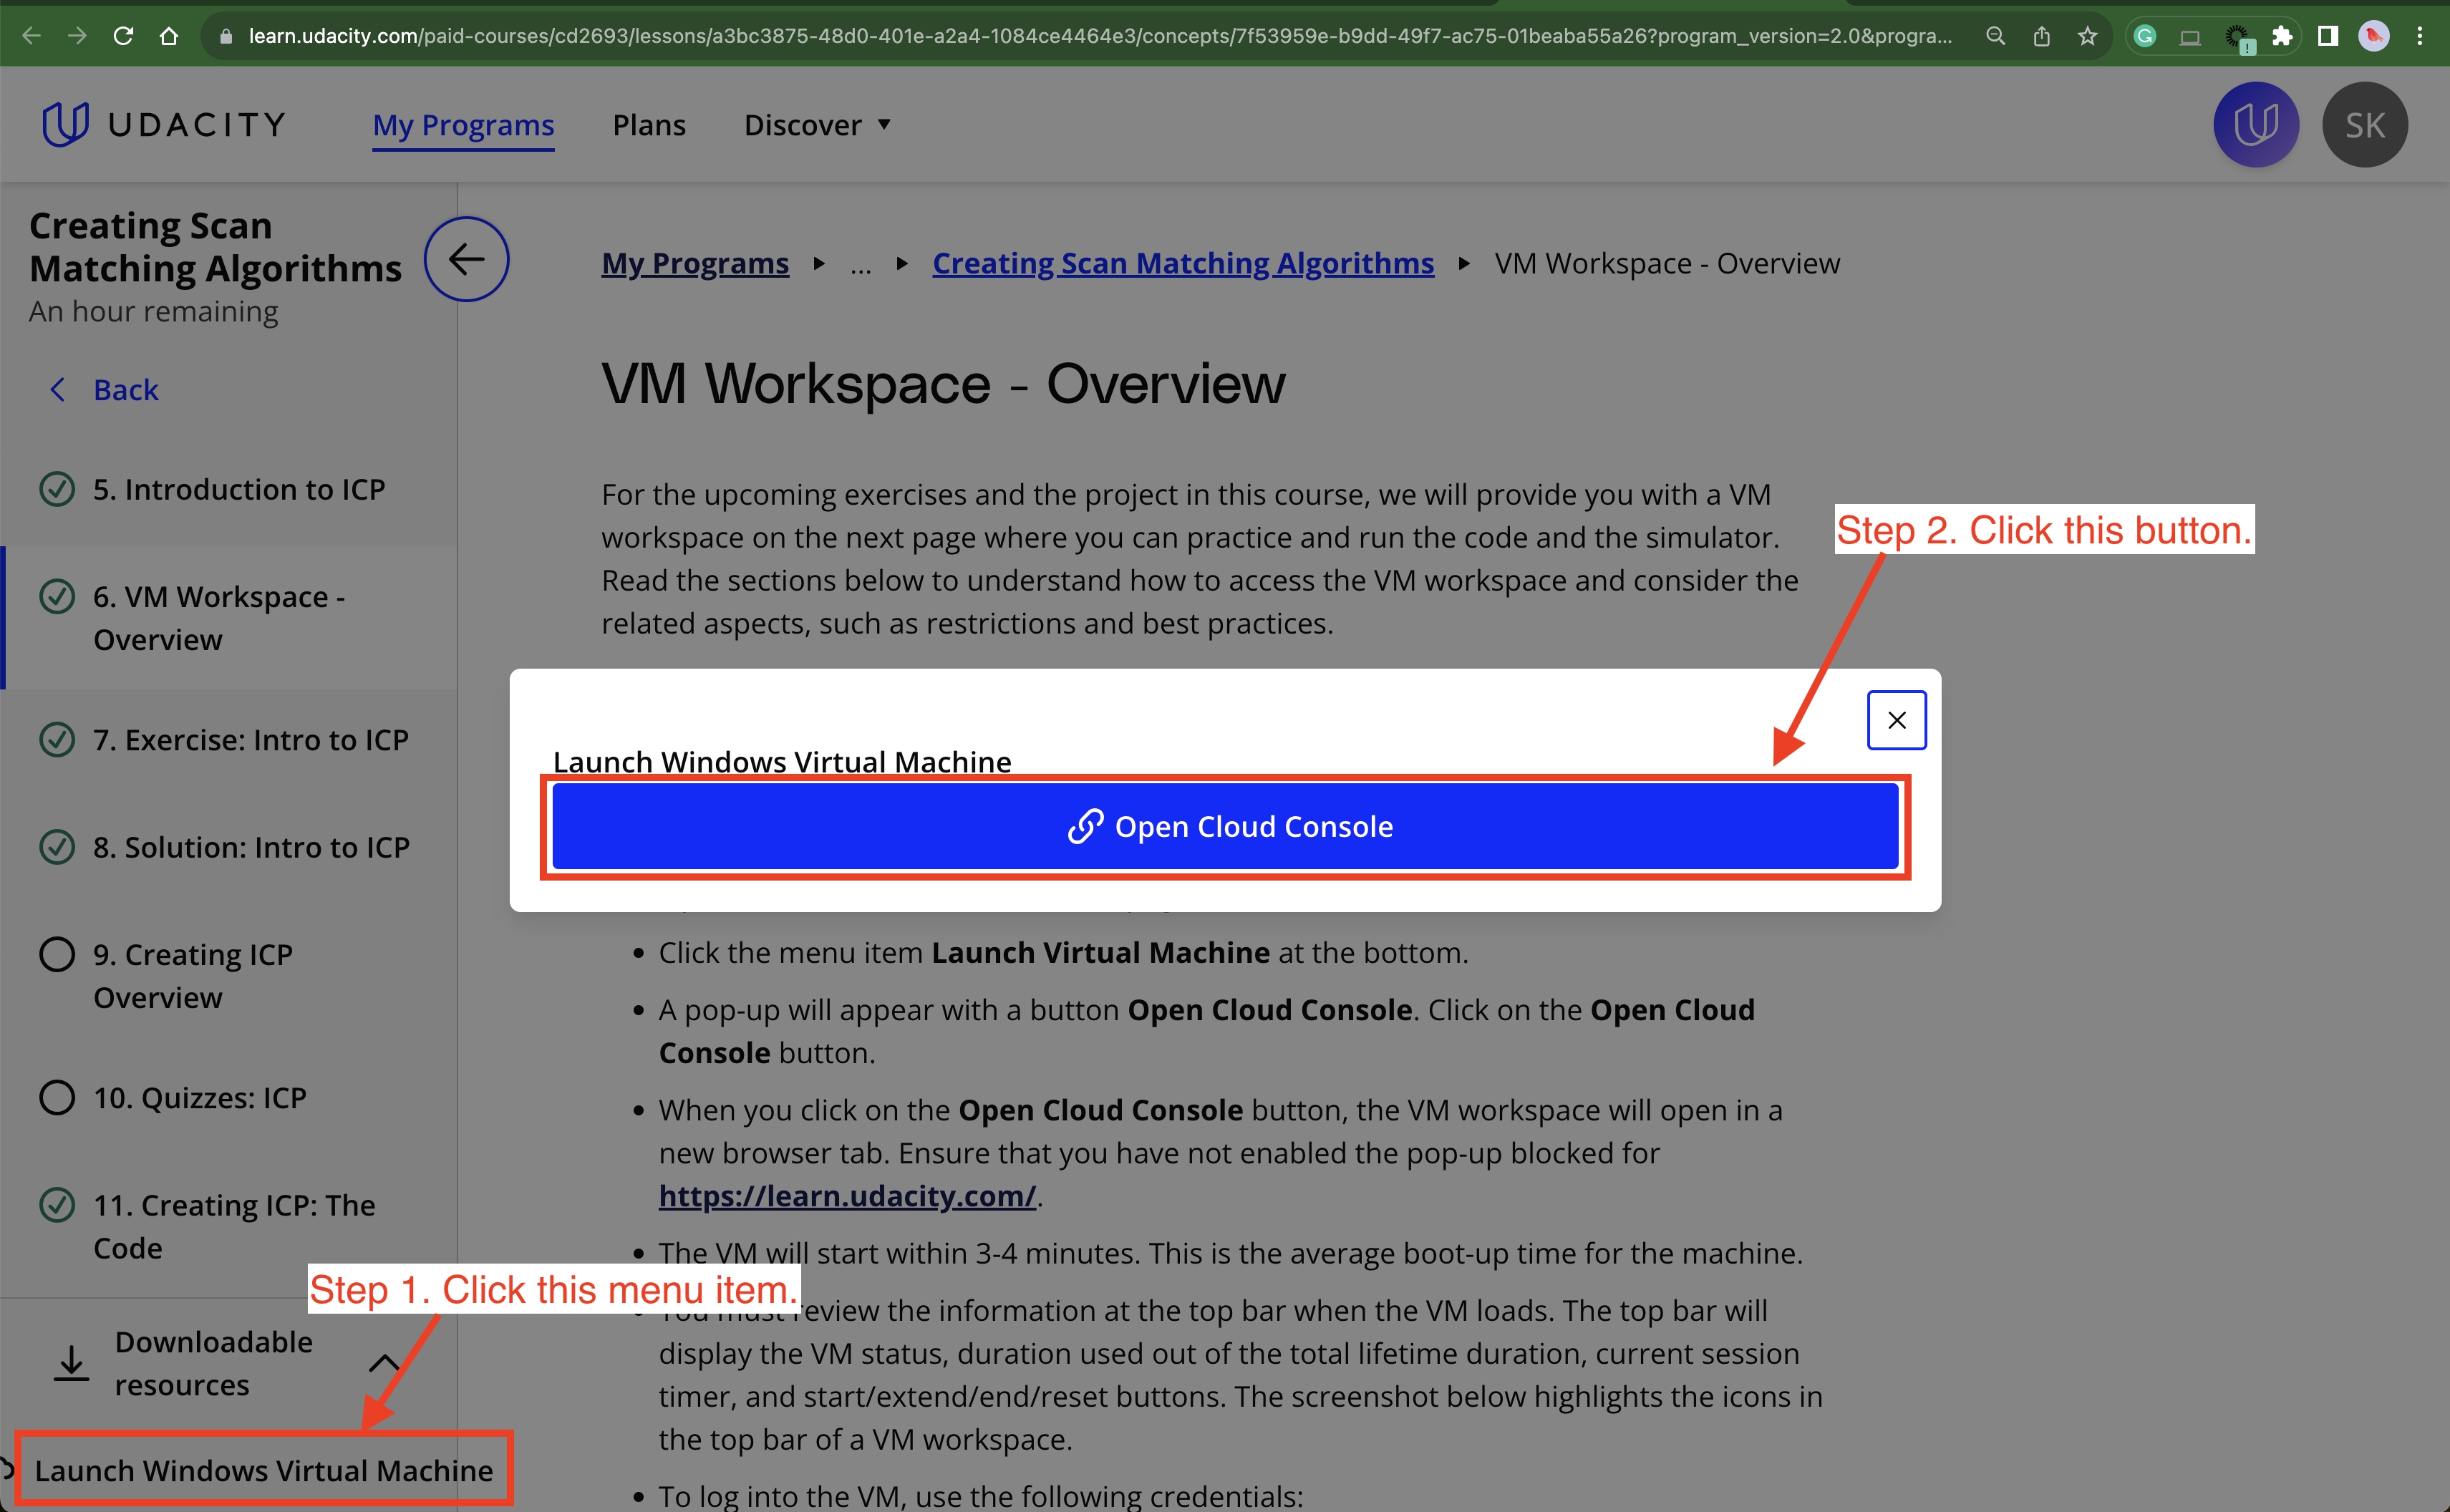 learn.udacity.com/paid-courses/cd2693/lessons/a3bc3875-48d0-401e-a2a4-1084ce4464e3/concepts/7f53959e-b9dd-49f7-ac75-01beaba55a26?program_version=2.0&progra...
UDACITY
My Programs
Plans
Discover
SK
Creating Scan
Matching Algorithms
An hour remaining
Back
5. Introduction to ICP
6. VM Workspace -
Overview
7. Exercise: Intro to ICP
8. Solution: Intro to ICP
9. Creating ICP
Overview
10. Quizzes: ICP
11. Creating ICP: The
Code
Step 1. Click this menu item.
Downloadable
resources
Launch Windows Virtual Machine
My Programs ... Creating Scan Matching Algorithms VM Workspace - Overview
VM Workspace - Overview
For the upcoming exercises and the project in this course, we will provide you with a VM
workspace on the next page where you can practice and run the code and the simulator.
Read the sections below to understand how to access the VM workspace and consider the
related aspects, such as restrictions and best practices.
Step 2. Click this button.
Launch Windows Virtual Machine
Open Cloud Console
• Click the menu item Launch Virtual Machine at the bottom.
• A pop-up will appear with a button Open Cloud Console. Click on the Open Cloud
Console button.
• When you click on the Open Cloud Console button, the VM workspace will open in a
new browser tab. Ensure that you have not enabled the pop-up blocked for
https://learn.udacity.com/.
• The VM will start within 3-4 minutes. This is the average boot-up time for the machine.
• You must review the information at the top bar when the VM loads. The top bar will
display the VM status, duration used out of the total lifetime duration, current session
timer, and start/extend/end/reset buttons. The screenshot below highlights the icons in
the top bar of a VM workspace.
• To log into the VM, use the following credentials: